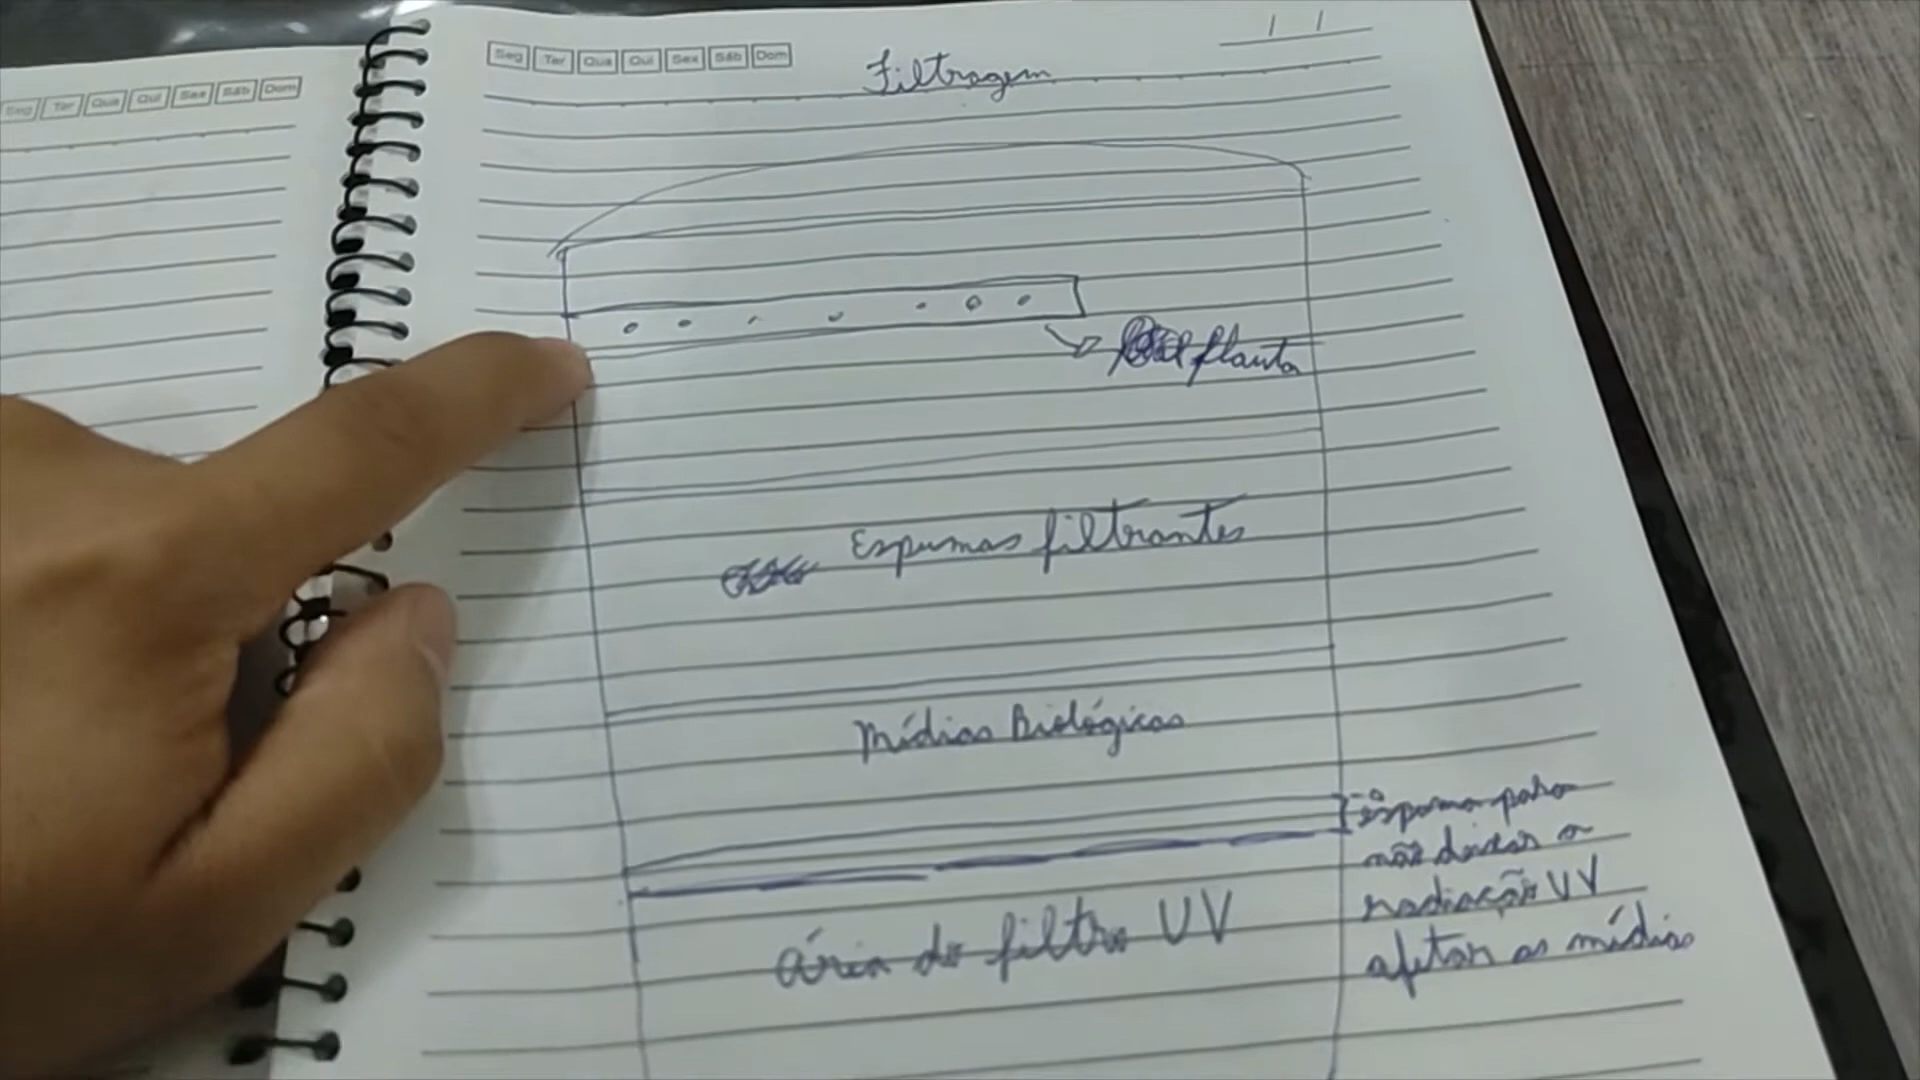 Seg Ter Qua Qui Sex Sáb Dom
Seg Ter Qua Qui Sex Sáb Dom
Filtragem
flauta
Espumas filtrantes
Mídias Biológicas
espuma para
não deixar a
radiação UV
afetar as mídias
área do filtro UV